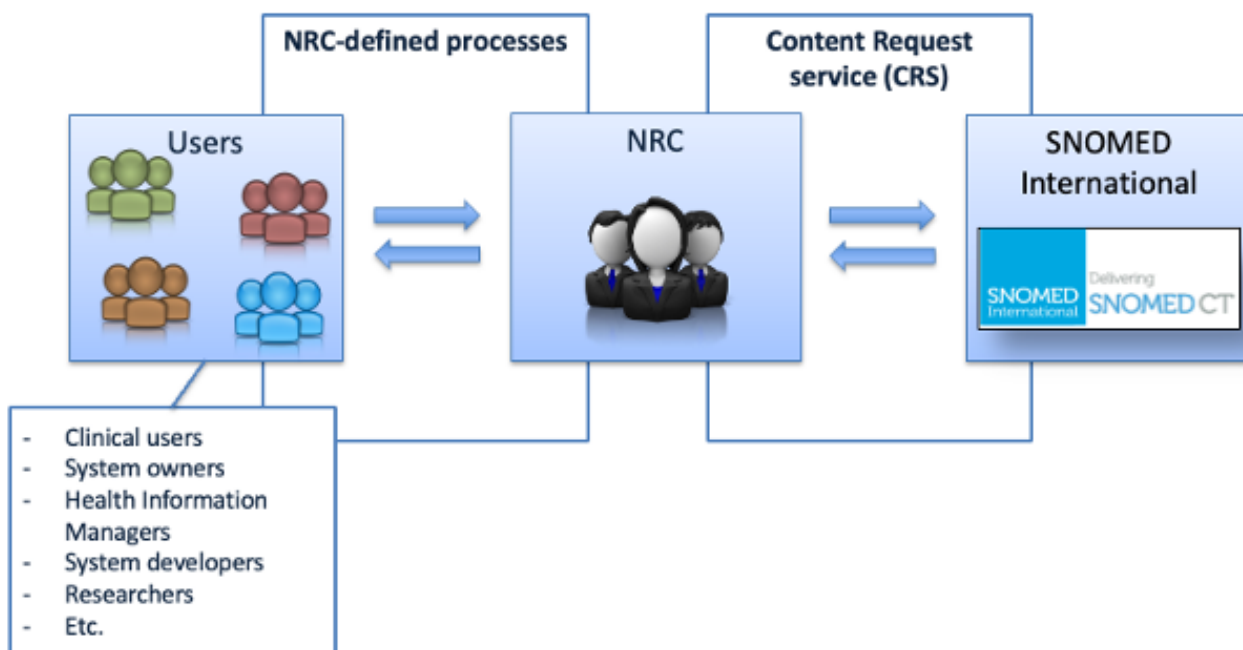 NRC-defined processes
Content Request
service (CRS)
Users
NRC
SNOMED
International
SNOMED
International
Delivering
SNOMED CT
- Clinical users
- System owners
- Health Information
Managers
- System developers
- Researchers
- Etc.